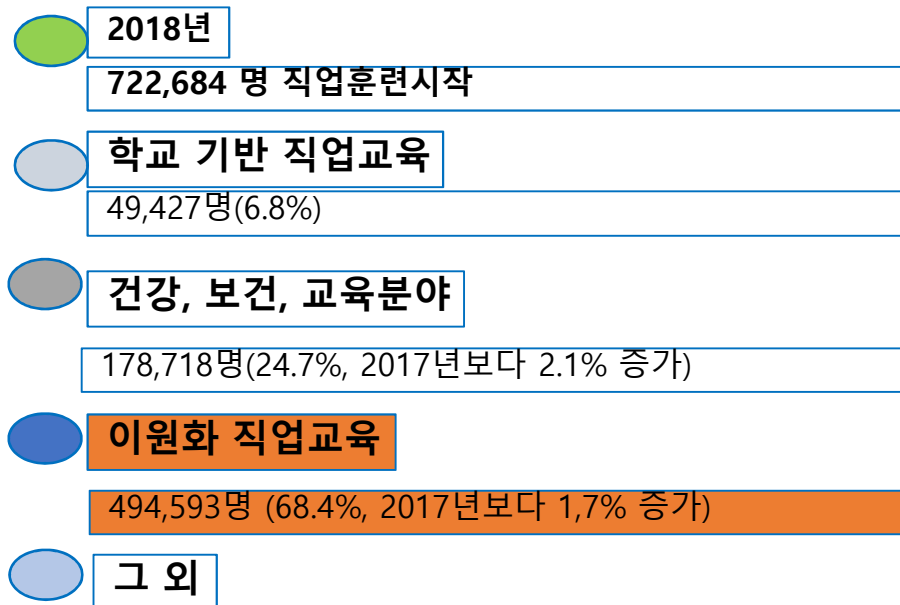 2018년
722,684 명 직업훈련시작
학교 기반 직업교육
49,427명(6.8%)
건강, 보건, 교육분야
178,718명(24.7%, 2017년보다 2.1% 증가)
이원화 직업교육
494,593명 (68.4%, 2017년보다 1,7% 증가)
그 외